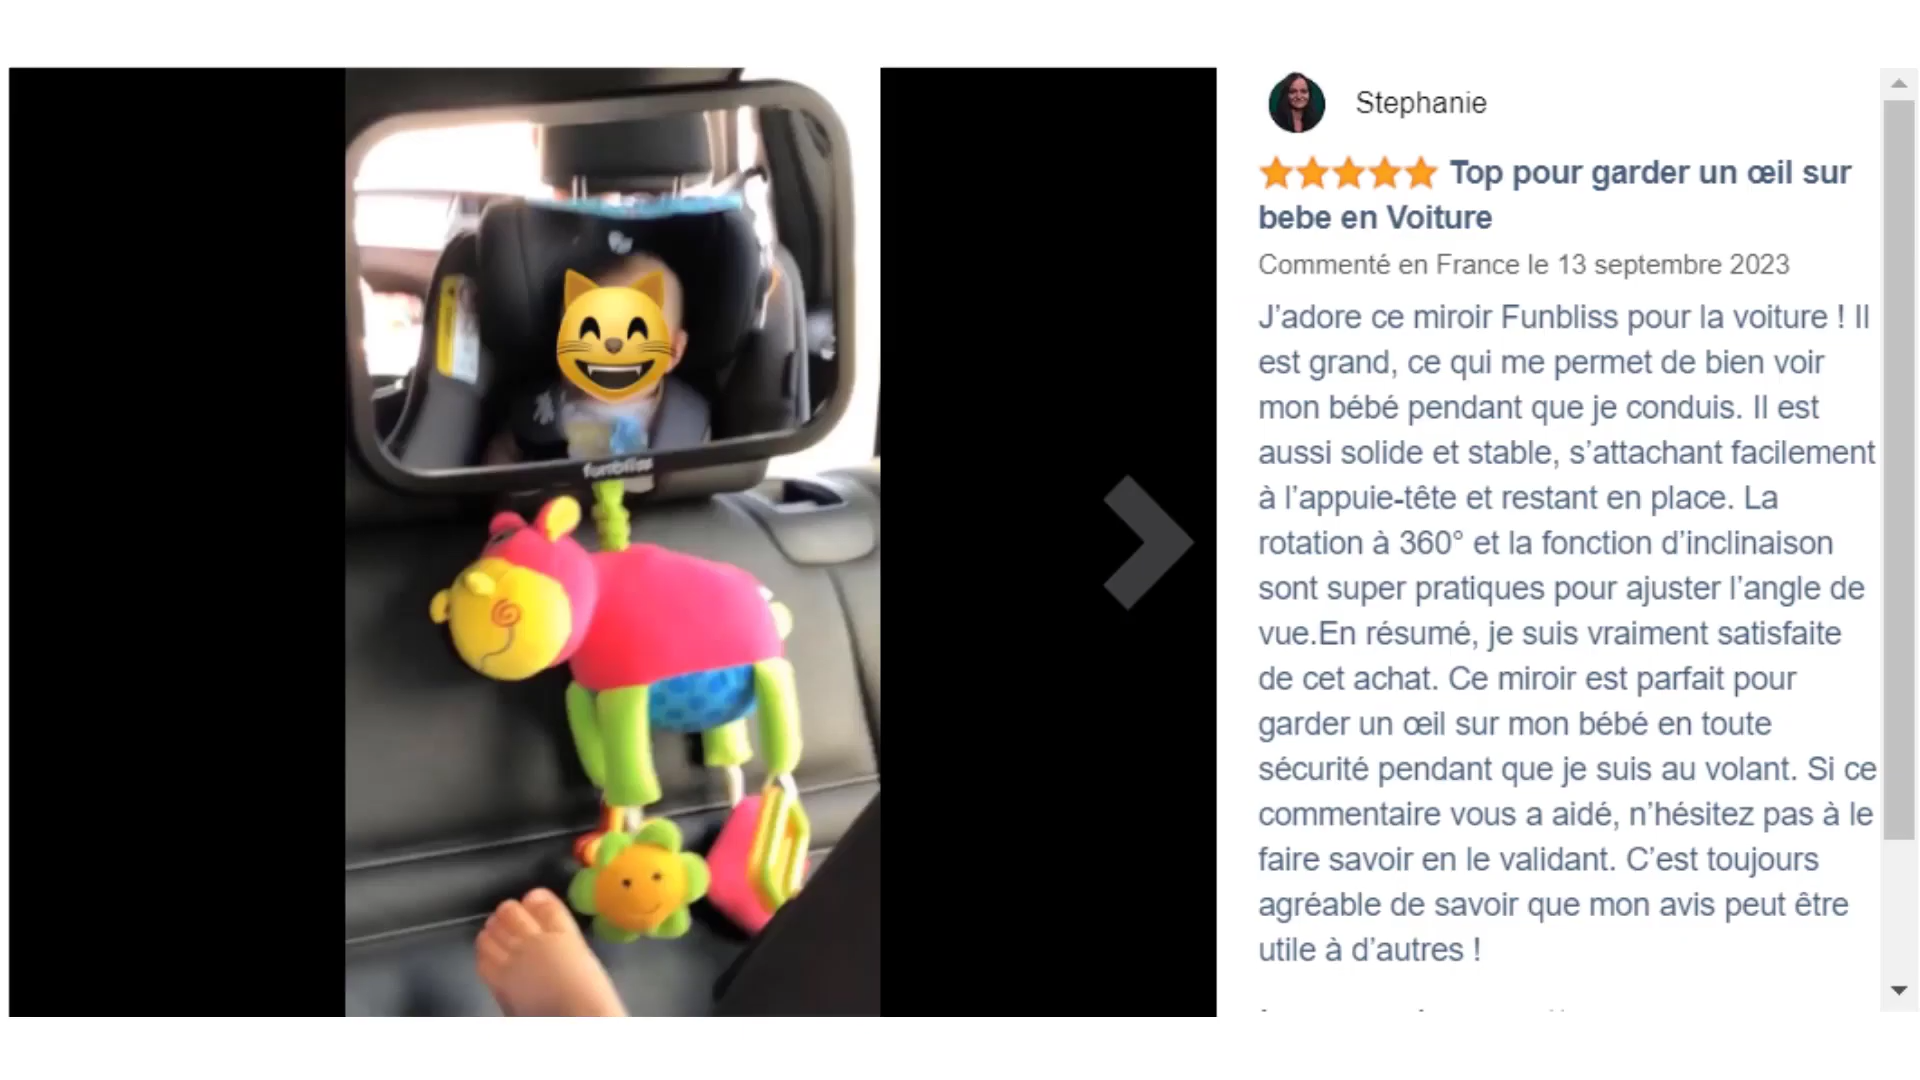 Stephanie
Top pour garder un œil sur
bebe en Voiture
Commenté en France le 13 septembre 2023
J’adore ce miroir Funbliss pour la voiture ! Il
est grand, ce qui me permet de bien voir
mon bébé pendant que je conduis. Il est
aussi solide et stable, s’attachant facilement
à l’appuie-tête et restant en place. La
rotation à 360° et la fonction d’inclinaison
sont super pratiques pour ajuster l’angle de
vue.En résumé, je suis vraiment satisfaite
de cet achat. Ce miroir est parfait pour
garder un œil sur mon bébé en toute
sécurité pendant que je suis au volant. Si ce
commentaire vous a aidé, n’hésitez pas à le
faire savoir en le validant. C’est toujours
agréable de savoir que mon avis peut être
utile à d’autres !
funbliss